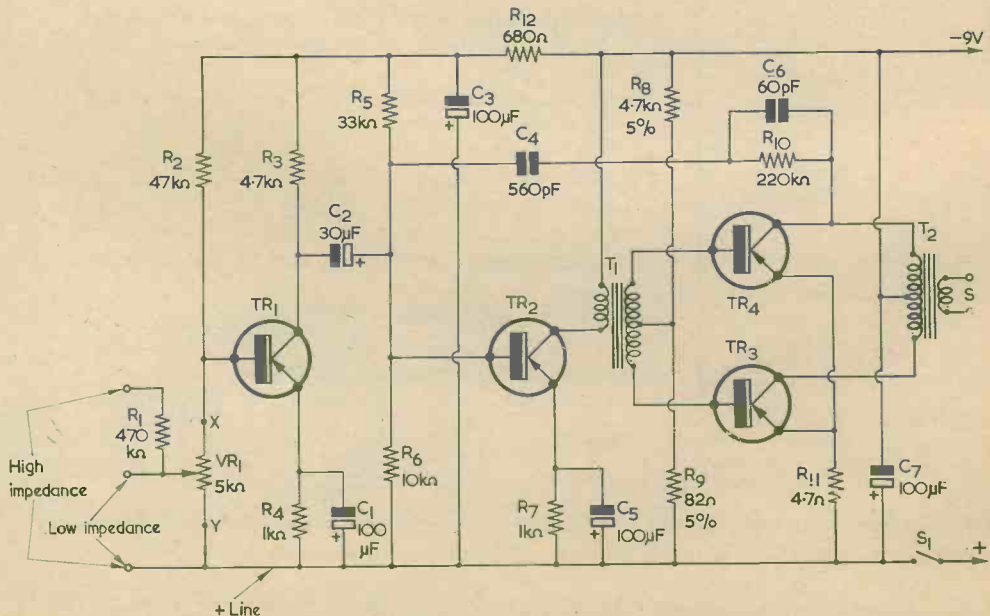 R12
680Ω
-9V
R5
33kΩ
C3
+
100µF
R8
4.7kΩ
5%
C6
60pF
R2
47kΩ
R3
4.7kΩ
C4
560pF
R10
220kΩ
C2
30µF
+
T1
T2
TR1
TR2
TR4
S
TR3
R1
470
kΩ
X
High
impedance
VR1
5kΩ
R6
10kΩ
R9
82Ω
5%
R11
4.7Ω
C7
+
100µF
Low impedance
Y
R4
1kΩ
C1
100
µF
+
R7
1kΩ
C5
+
100µF
S1
+
+ Line